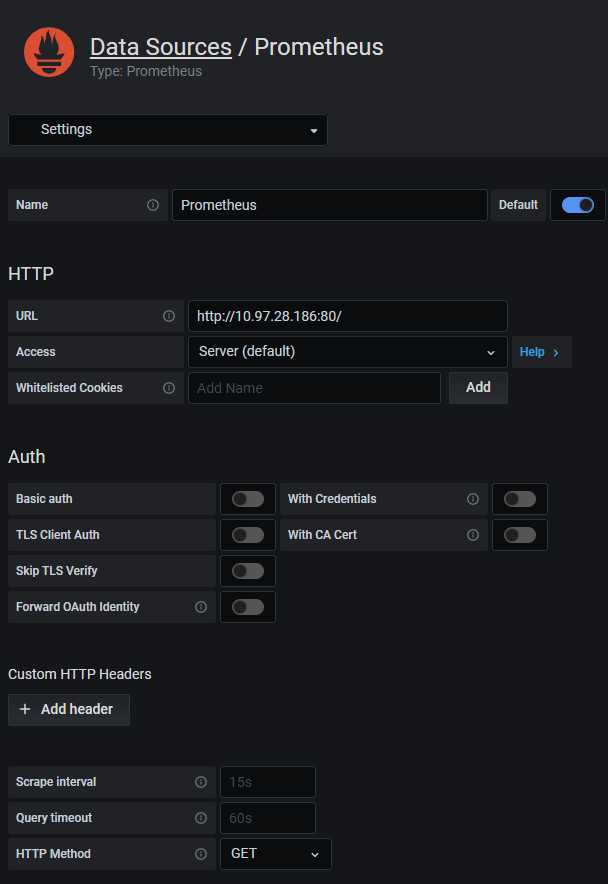 Data Sources / Prometheus
Type: Prometheus
Settings
Name Prometheus Default
HTTP
URL http://10.97.28.186:80/
Access Server (default) Help
Whitelisted Cookies Add Name Add
Auth
Basic auth With Credentials
TLS Client Auth With CA Cert
Skip TLS Verify
Forward OAuth Identity
Custom HTTP Headers
+ Add header
Scrape interval 15s
Query timeout 60s
HTTP Method GET